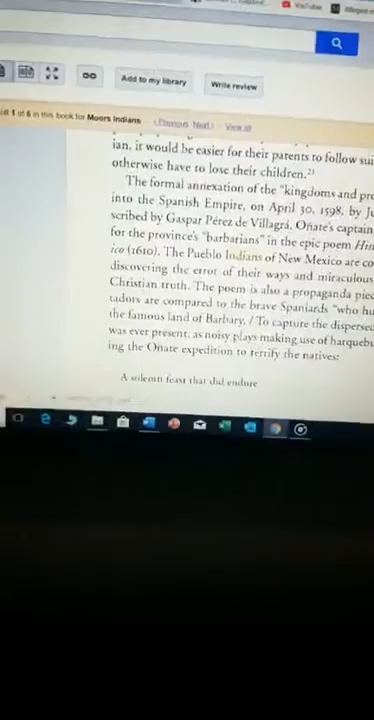 YouTube
Add to my library
Write review
1 of 6 in this book for Moors Indians
‹ Previous Next › View all
ian, it would be easier for their parents to follow sui
otherwise have to lose their children.²¹
The formal annexation of the "kingdoms and pro
into the Spanish Empire, on April 30, 1598, by Ju
scribed by Gaspar Pérez de Villagrá, Oñate's captain
for the province's "barbarians" in the epic poem His
ico (1610). The Pueblo Indians of New Mexico are co
discovering the error of their ways and miraculous
Christian truth. The poem is also a propaganda piec
tadors are compared to the brave Spaniards "who hu
the famous land of Barbary, / To capture the dispersed
was ever present, as noisy plays making use of harquebu
ing the Oñate expedition to terrify the natives:
A solemn feast that did endure